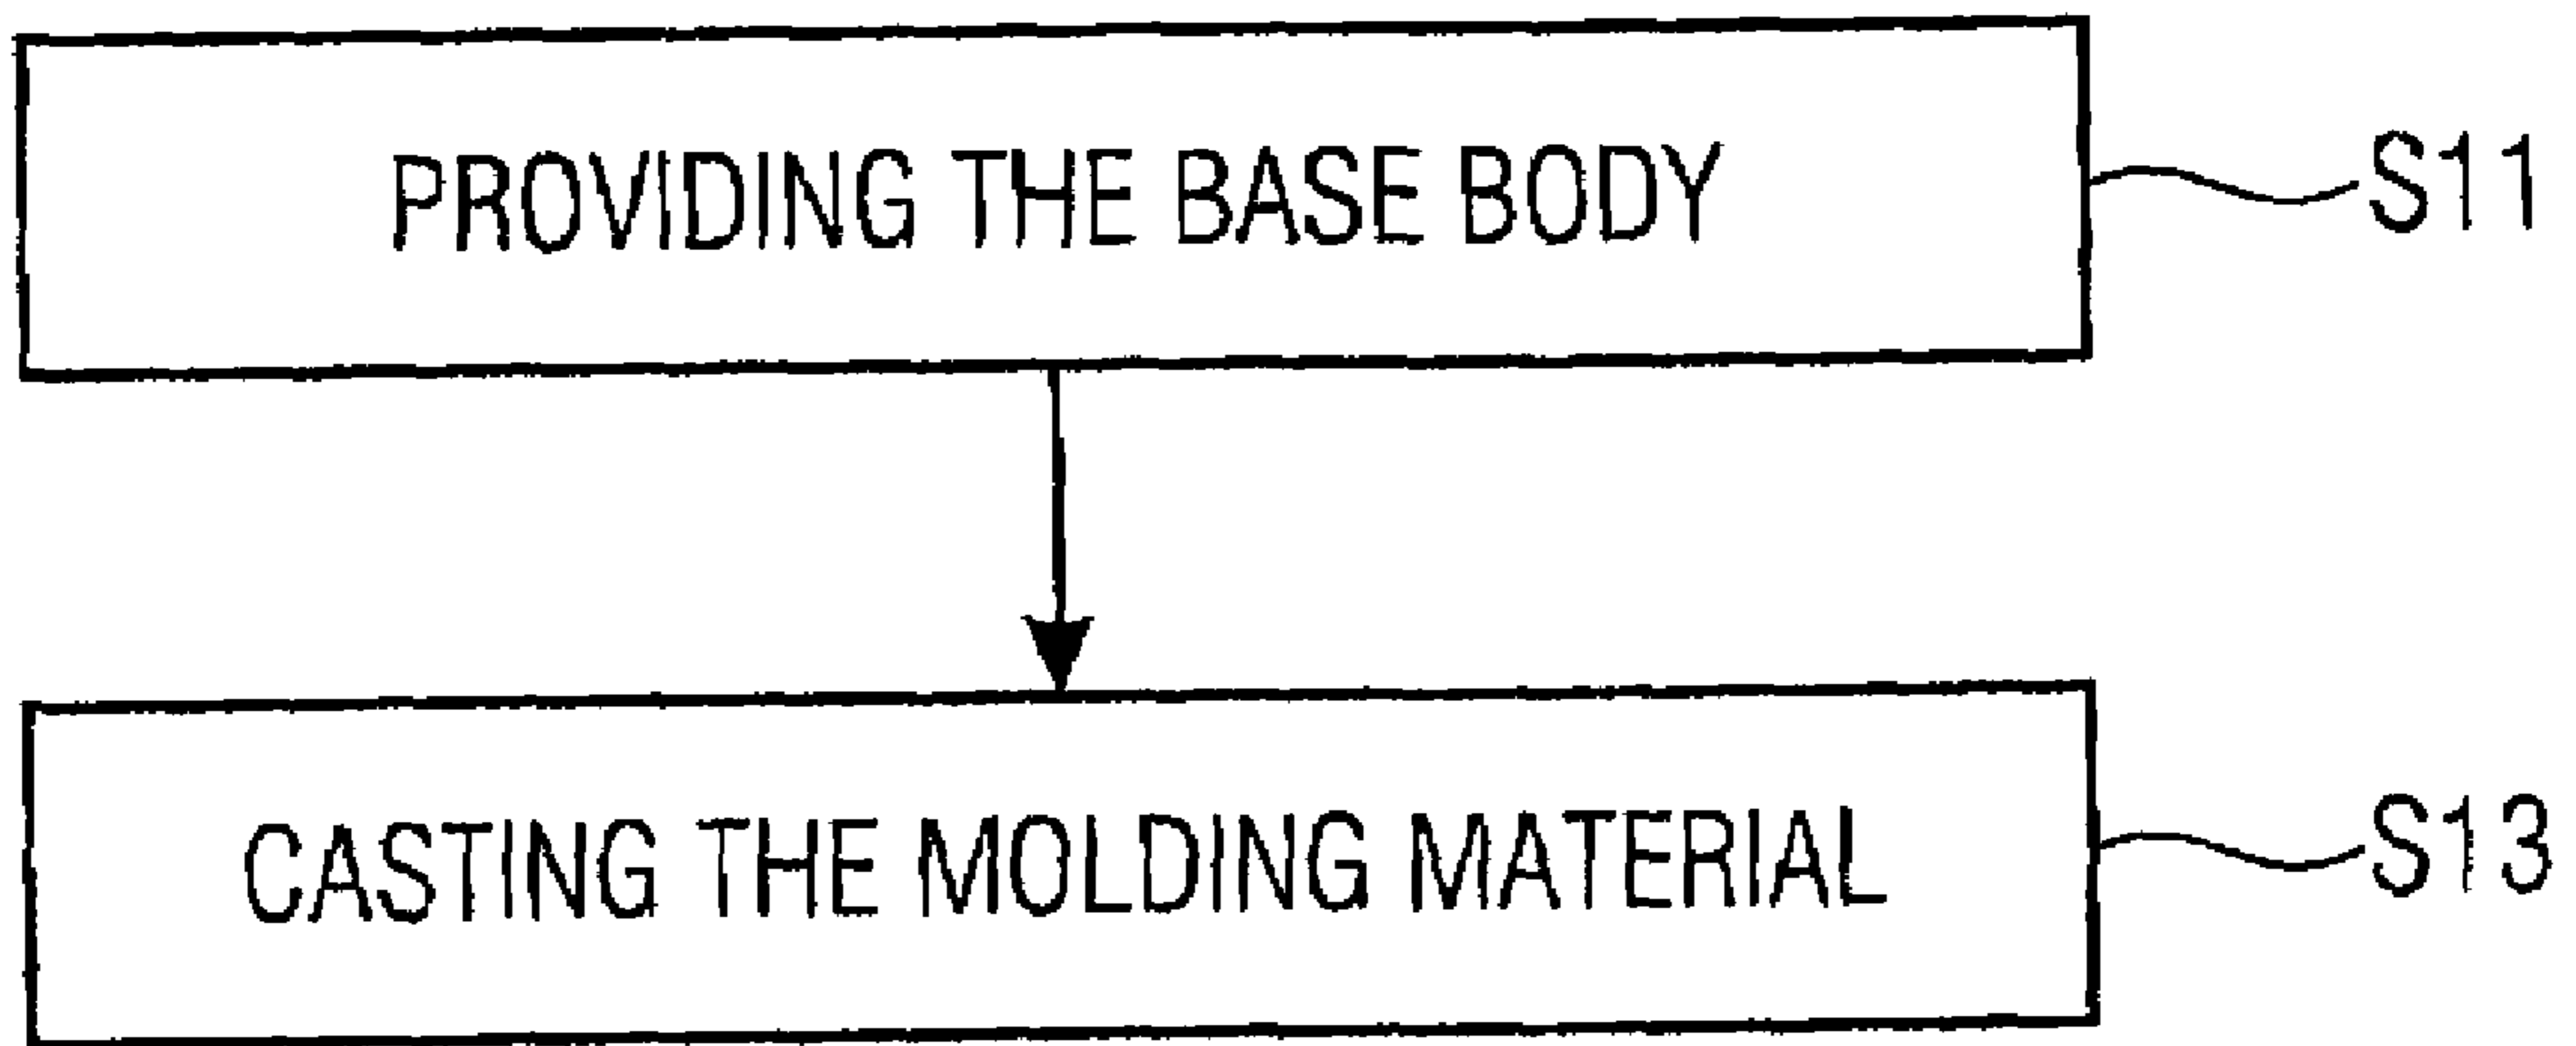 PROVIDING THE BASE BODY S11
CASTING THE MOLDING MATERIAL S13